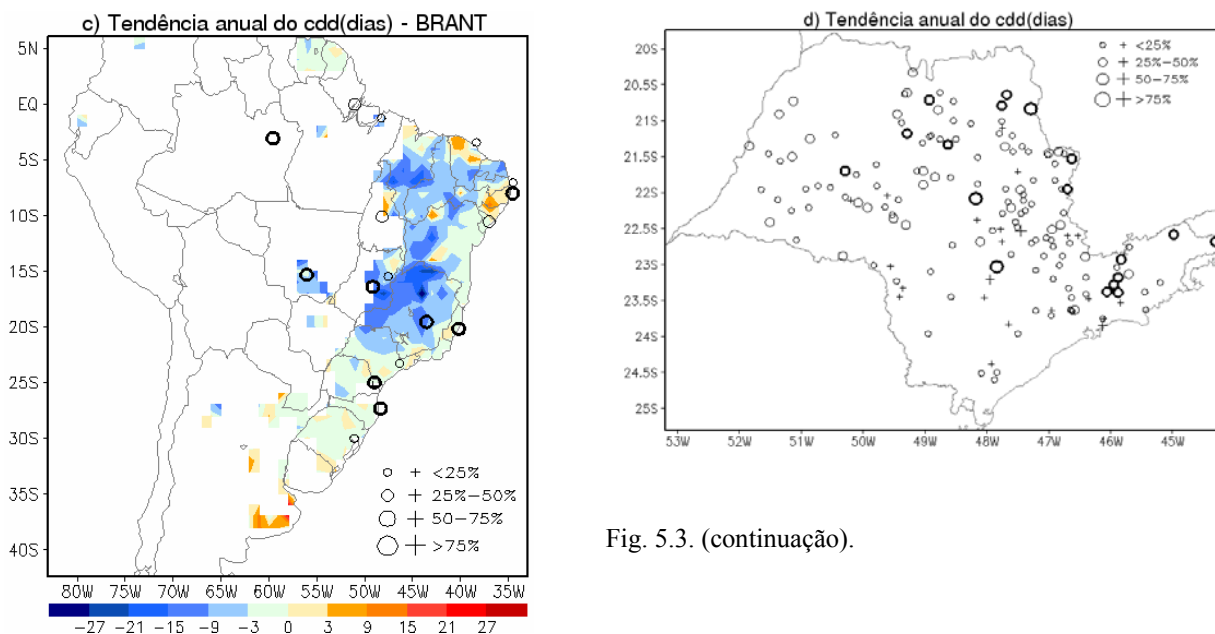 c) Tendência anual do cdd(dias) - BRANT
5N
EQ
5S
10S
15S
20S
25S
30S
35S
40S
80W 75W 70W 65W 60W 55W 50W 45W 40W 35W
<25%
25%-50%
50-75%
>75%
-27 -21 -15 -9 -3 0 3 9 15 21 27
d) Tendência anual do cdd(dias)
20S
20.5S
21S
21.5S
22S
22.5S
23S
23.5S
24S
24.5S
25S
53W 52W 51W 50W 49W 48W 47W 46W 45W
<25%
25%-50%
50-75%
>75%
Fig. 5.3. (continuação).